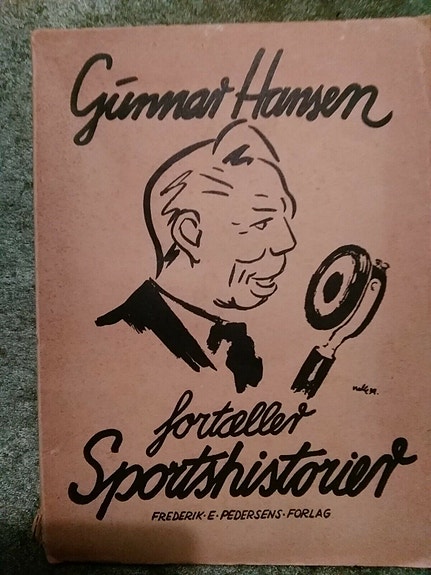 Gunnar Hansen
fortæller
Sportshistorier
FREDERIK·E·PEDERSENS·FORLAG